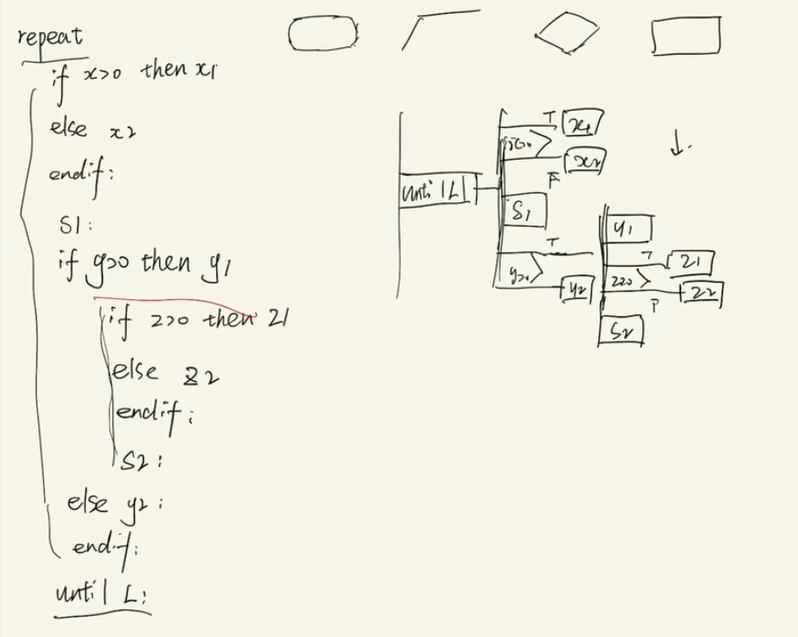 repeat
if x>0 then x1
else x2
endif:
S1:
if y>0 then y1
if z>0 then z1
else z2
endif;
S2:
else y2;
endif;
until L;
until L
T
x1
x>0
x2
F
S1
T
y>0
y2
y1
T
z1
z>0
z2
F
S2